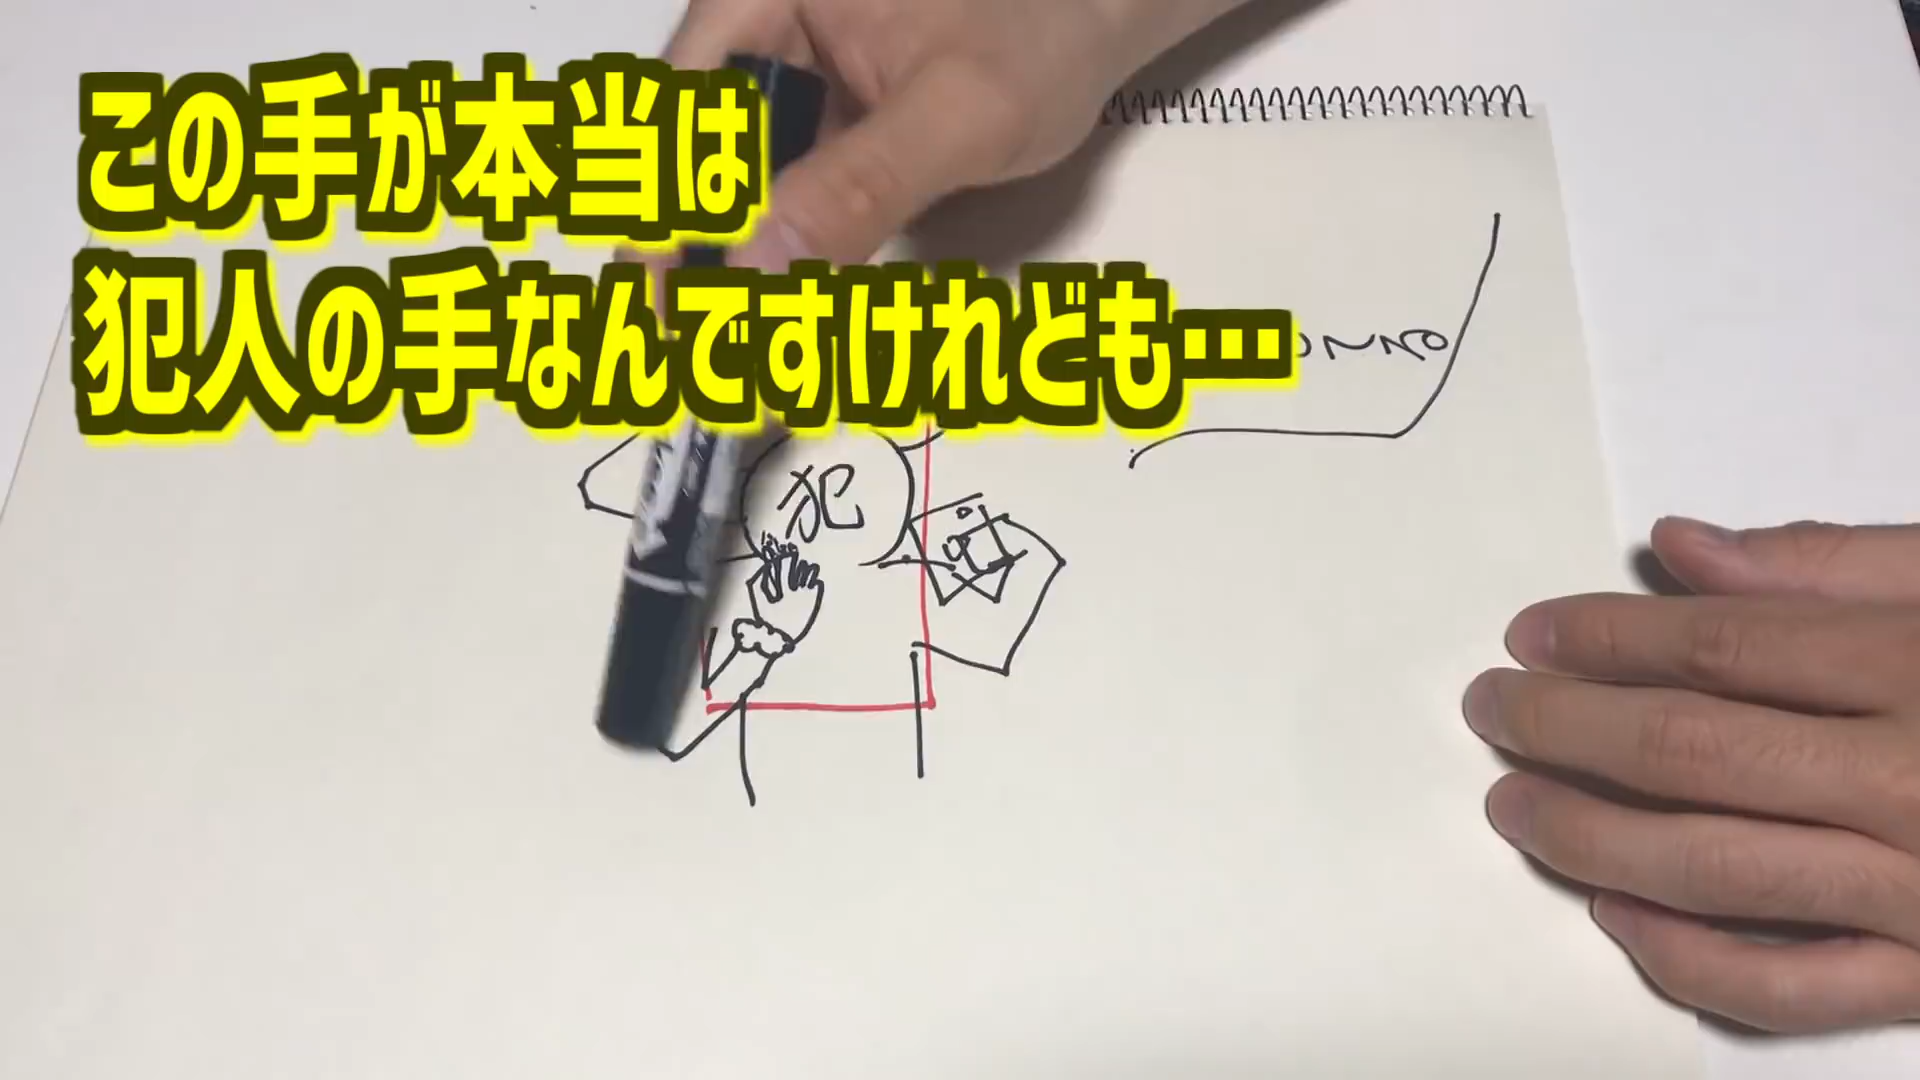 この手が本当は
犯人の手なんですけれども…
犯